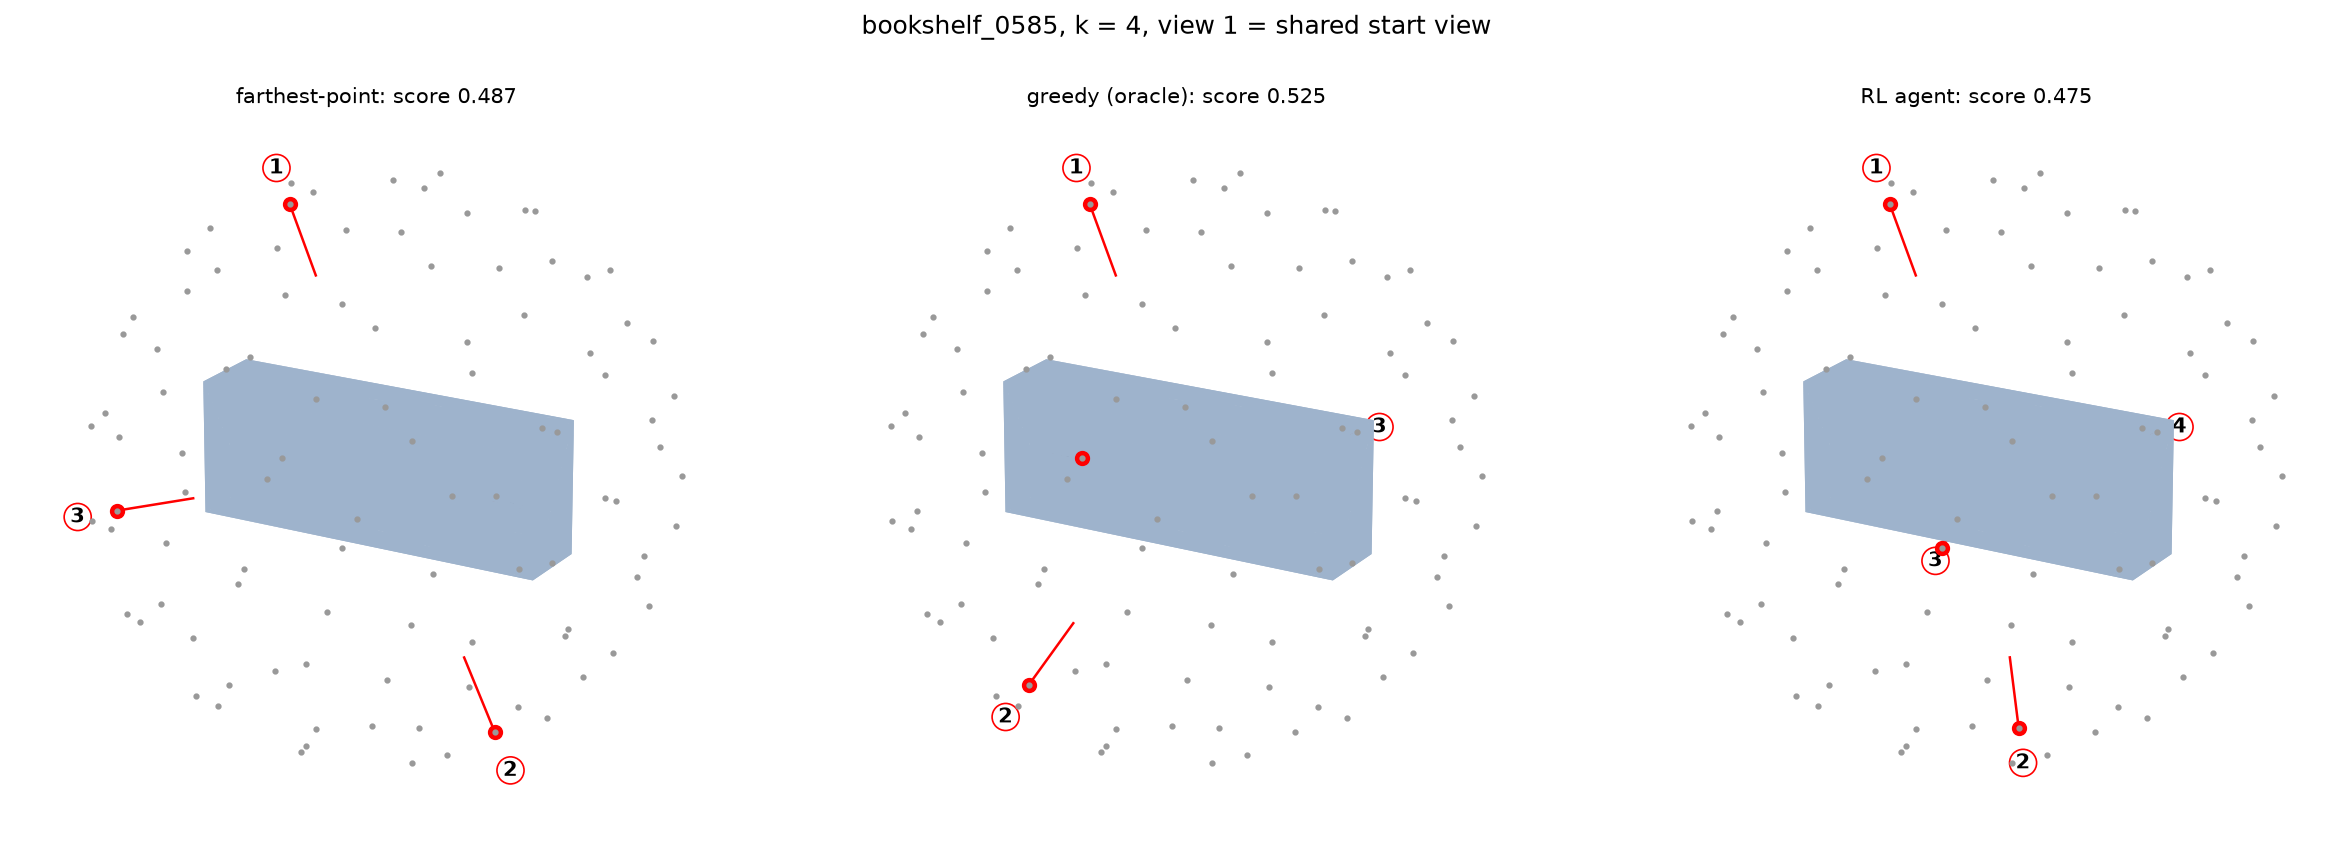 bookshelf_0585, k = 4, view 1 = shared start view
farthest-point: score 0.487
1
3
2
greedy (oracle): score 0.525
1
3
2
RL agent: score 0.475
1
4
3
2